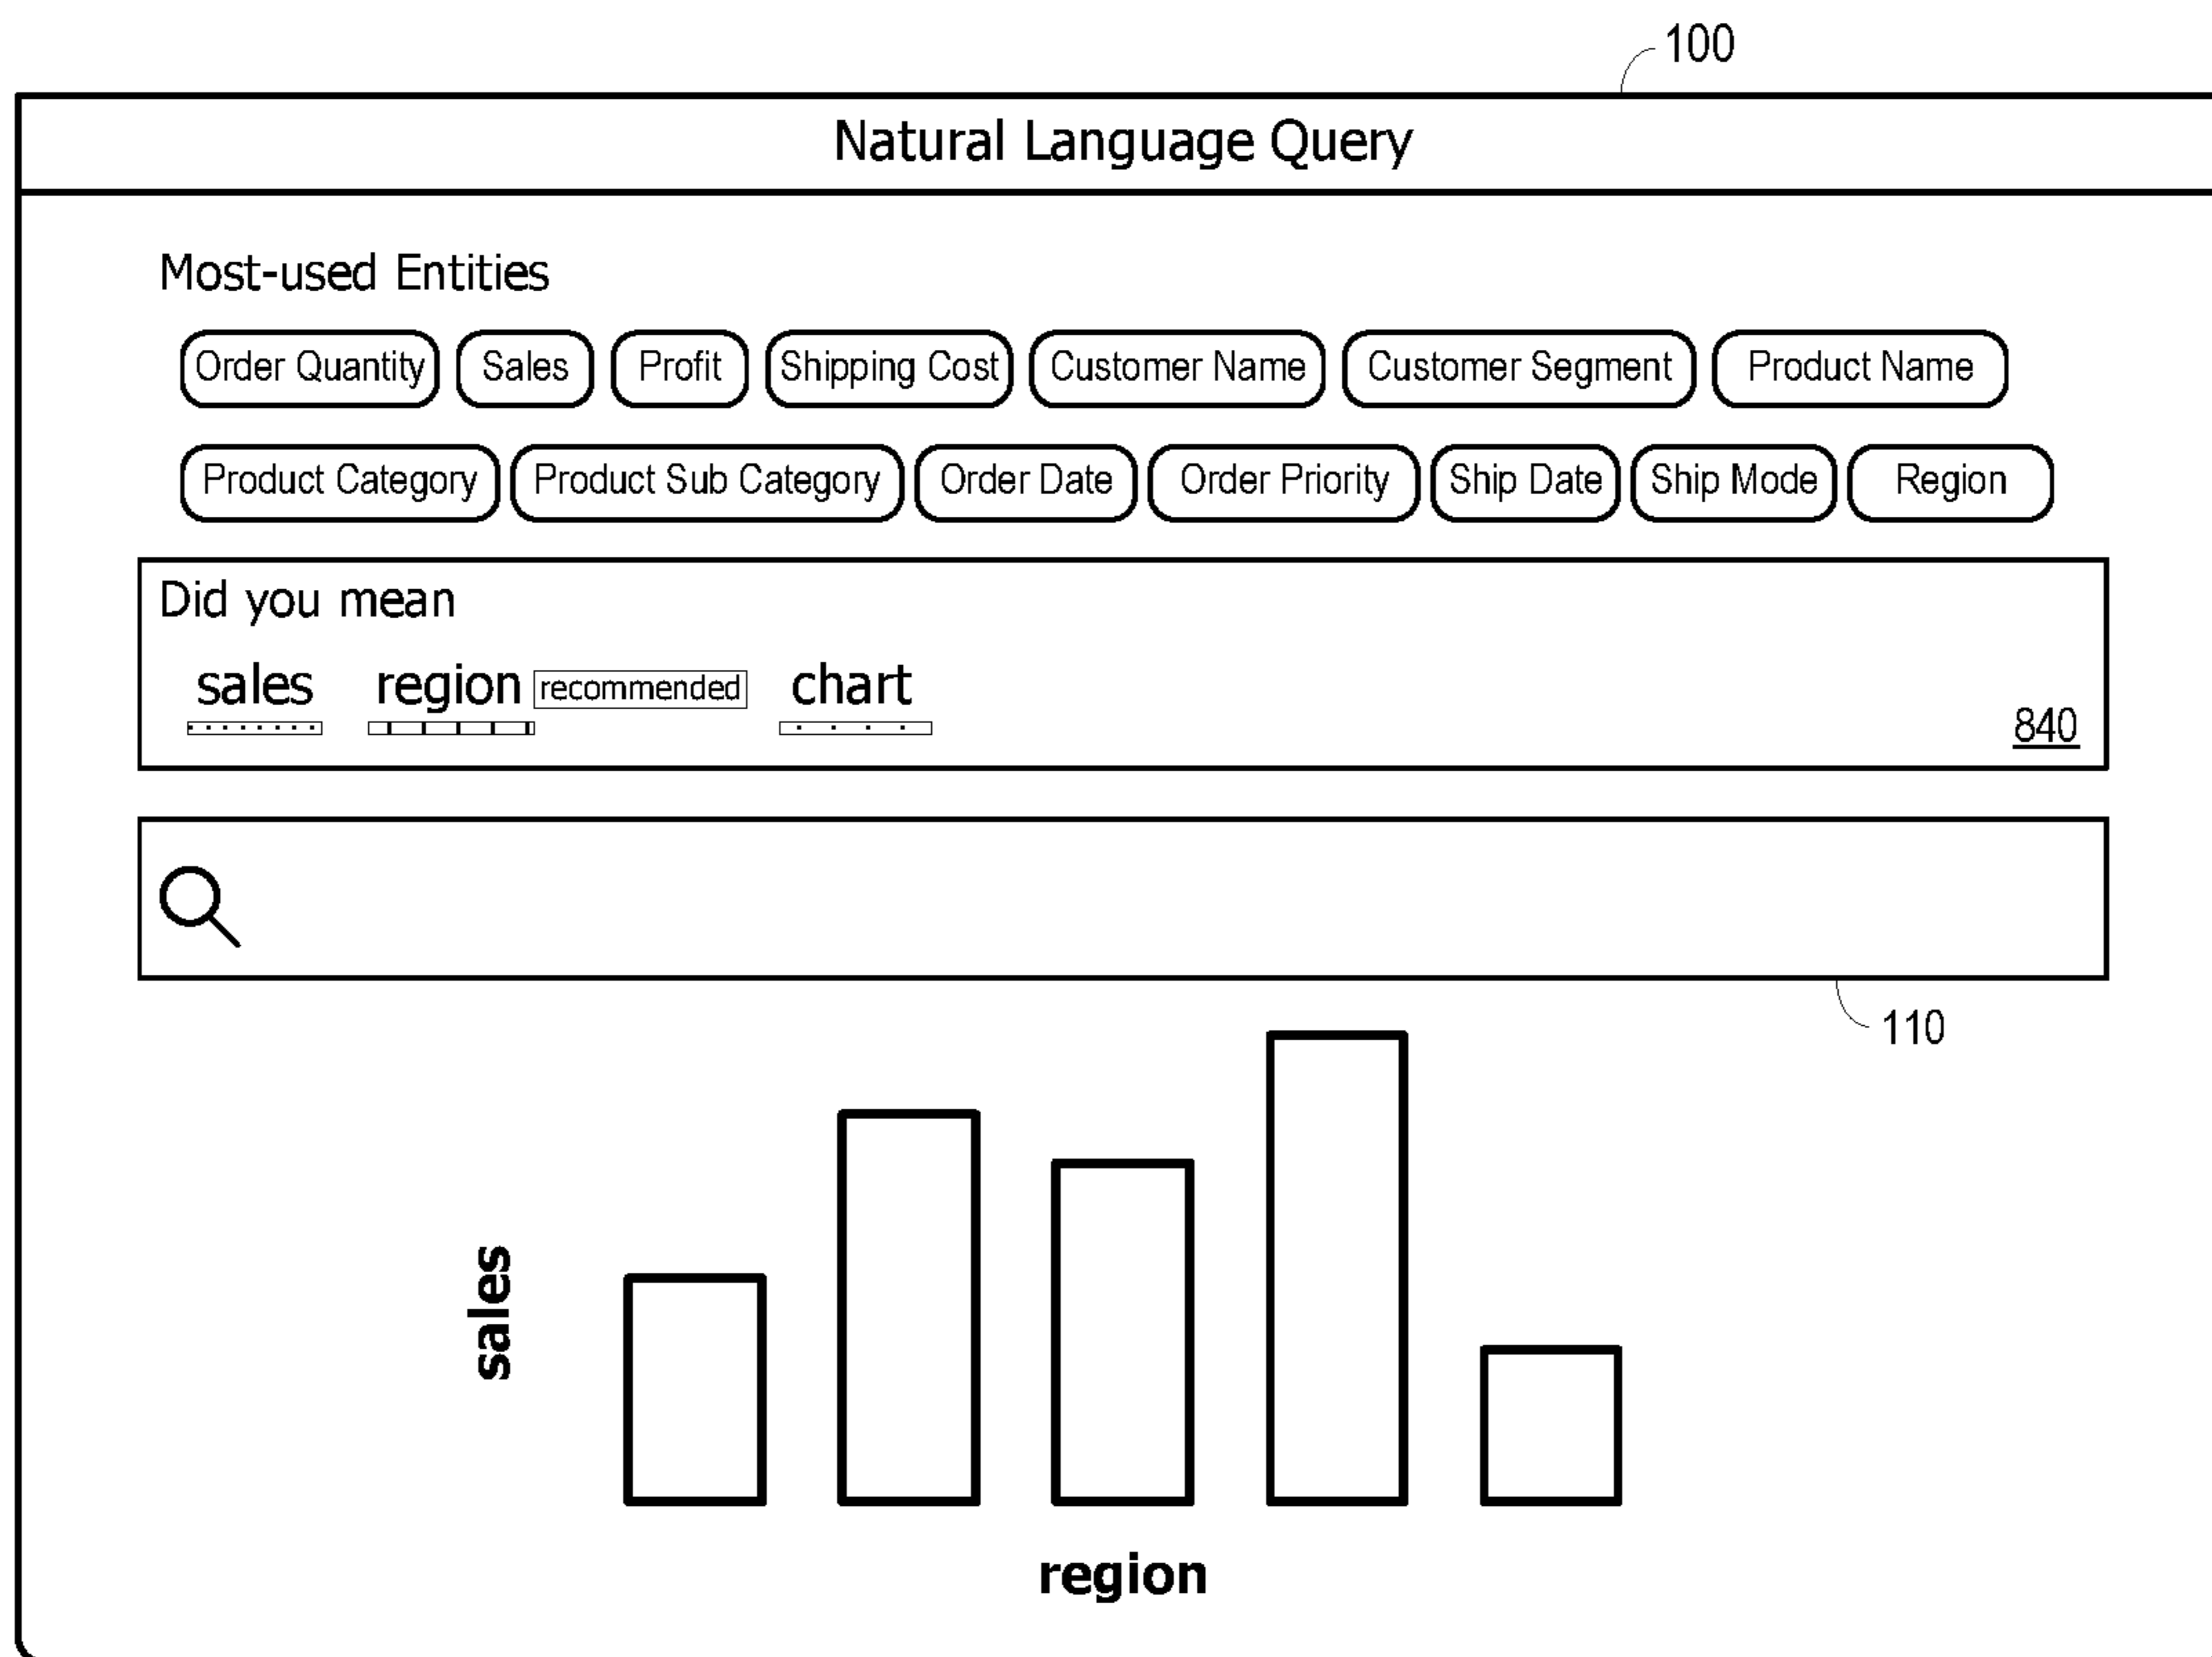 100
Natural Language Query
Most-used Entities
Order Quantity Sales Profit Shipping Cost Customer Name Customer Segment Product Name
Product Category Product Sub Category Order Date Order Priority Ship Date Ship Mode Region
Did you mean
sales region recommended chart
840
110
sales
region